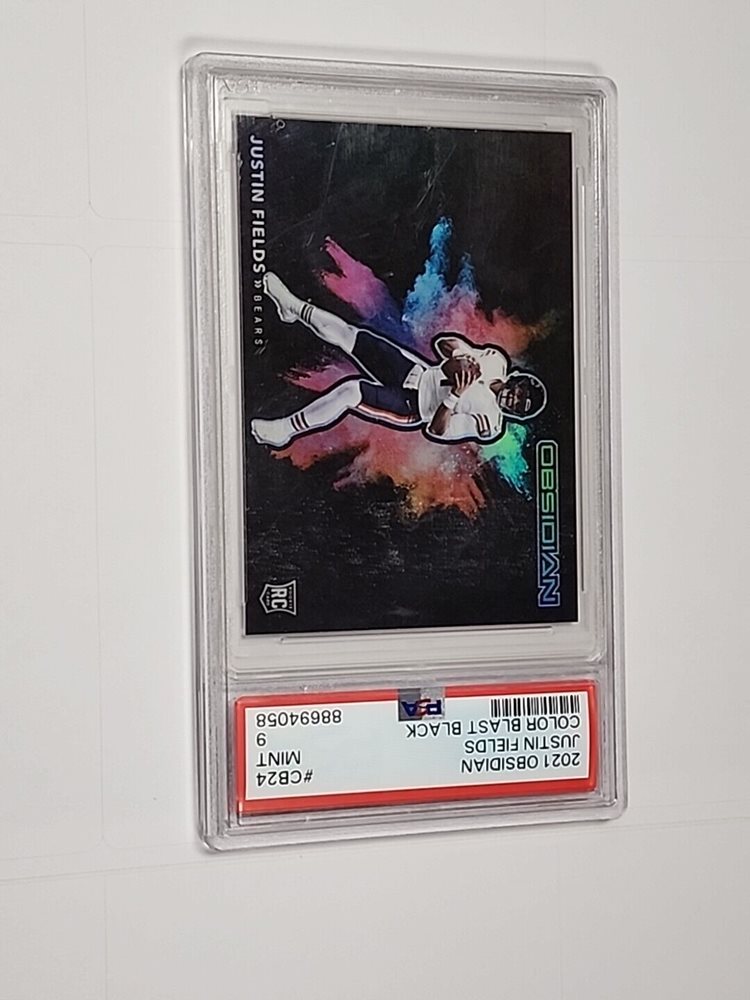 2021 OBSIDIAN #CB24
JUSTIN FIELDS MINT
COLOR BLAST BLACK 9
PSA
88694058
OBSIDIAN
JUSTIN FIELDS » BEARS
RC